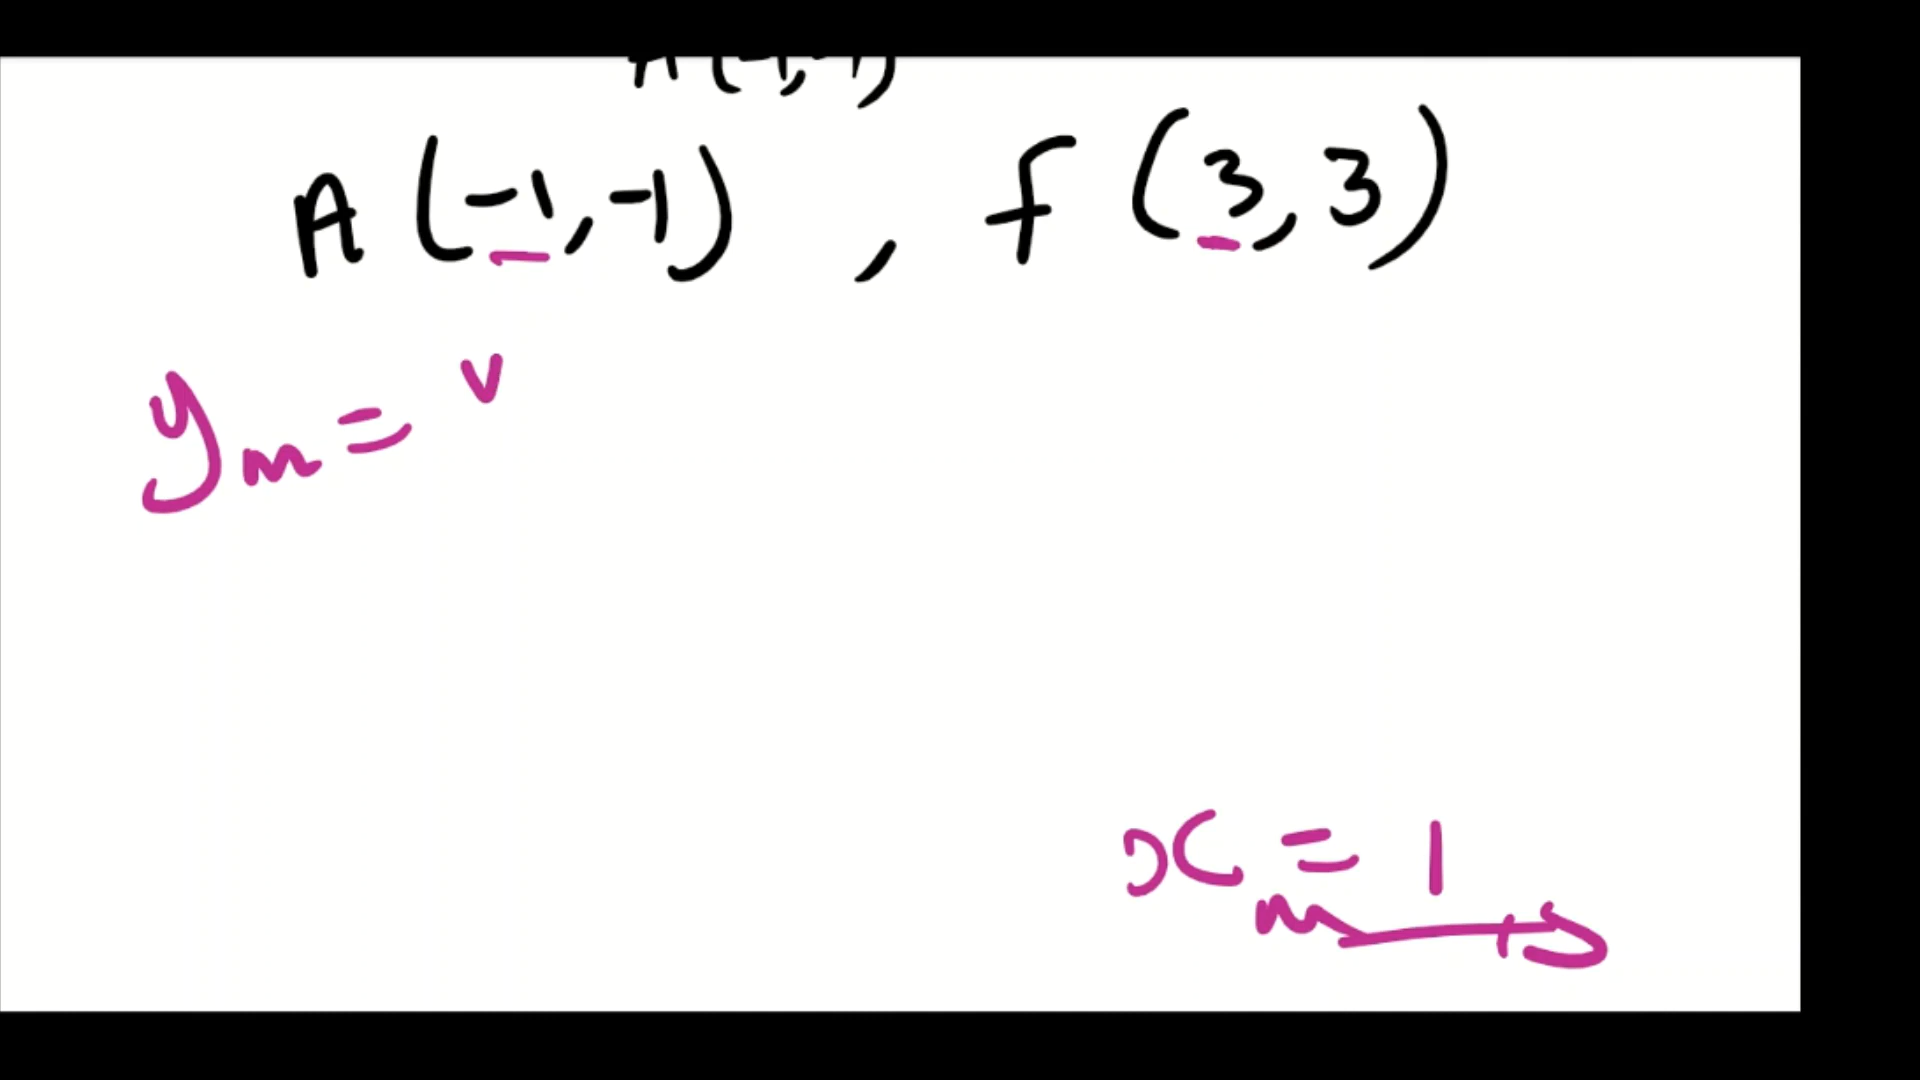 A (-1,-1) , f (3,3)
yₘ =
xₘ = 1